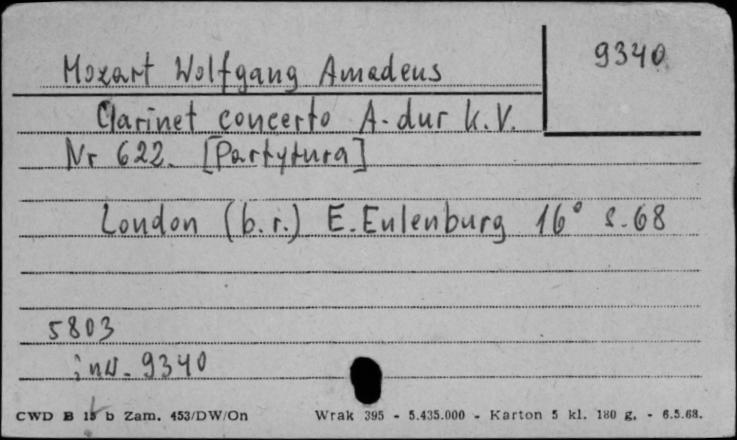 9340
Mozart Wolfgang Amadeus
Clarinet concerto A-dur K.V.
Nr 622. [Partytura]
London (b.r.) E. Eulenburg 16° s. 68
5803
inw. 9340
CWD B 15 b Zam. 453/DW/On Wrak 395 - 5.435.000 - Karton 5 kl. 180 g. - 6.5.68.